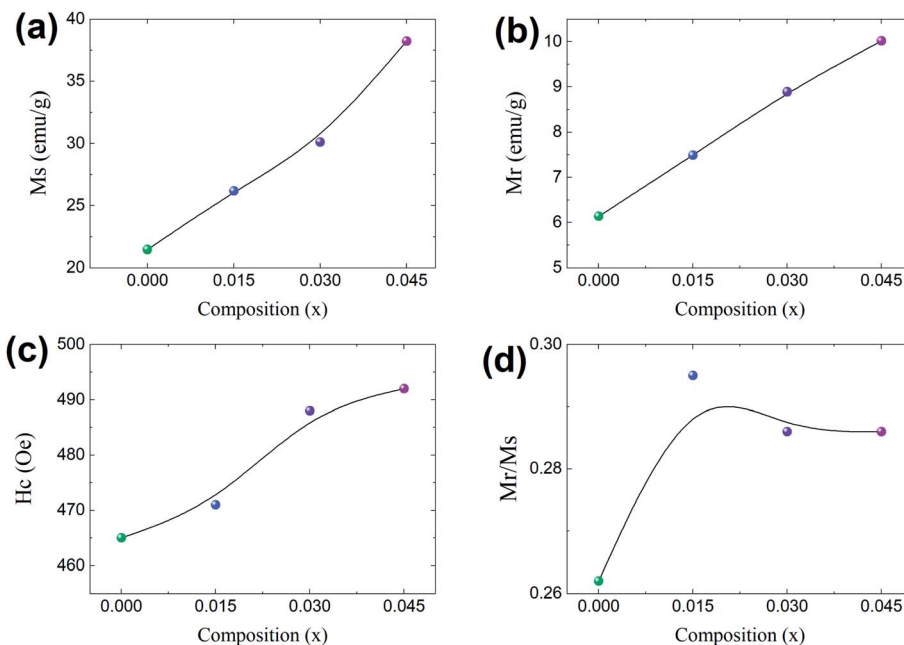 (a)
40
35
30
25
20
Ms (emu/g)
0.000 0.015 0.030 0.045
Composition (x)
(b)
10
9
8
7
6
5
Mr (emu/g)
0.000 0.015 0.030 0.045
Composition (x)
(c)
500
490
480
470
460
Hc (Oe)
0.000 0.015 0.030 0.045
Composition (x)
(d)
0.30
0.28
0.26
Mr/Ms
0.000 0.015 0.030 0.045
Composition (x)